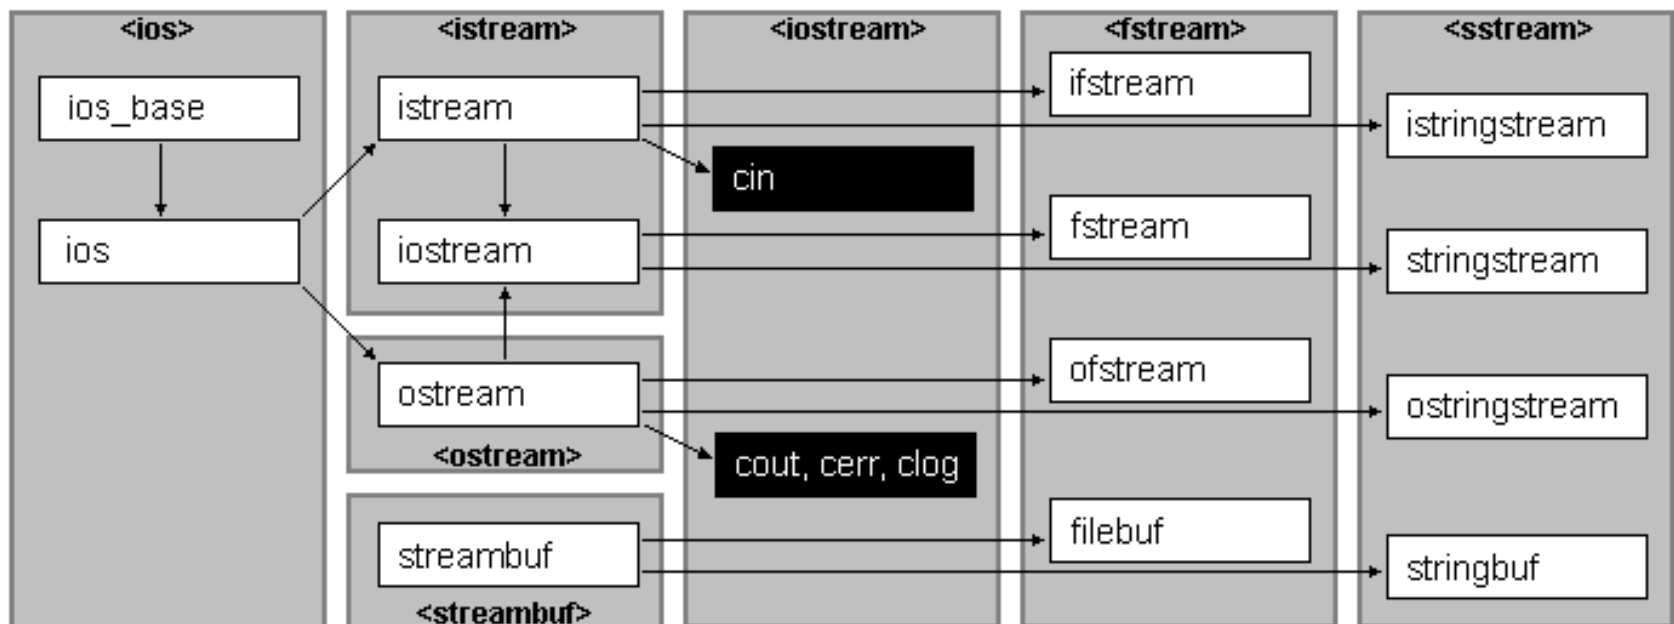 <ios>
ios_base
ios
<istream>
istream
iostream
ostream
<ostream>
streambuf
<streambuf>
<iostream>
cin
cout, cerr, clog
<fstream>
ifstream
fstream
ofstream
filebuf
<sstream>
istringstream
stringstream
ostringstream
stringbuf